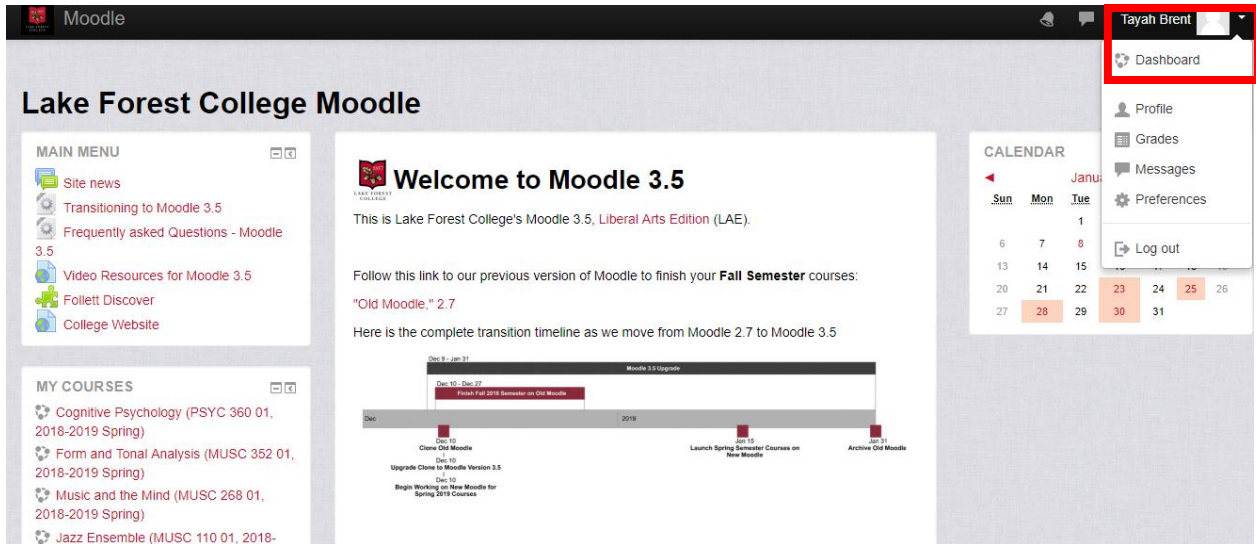 Moodle
Tayah Brent
Dashboard
Profile
Grades
Messages
Preferences
Log out
Lake Forest College Moodle
MAIN MENU
Site news
Transitioning to Moodle 3.5
Frequently asked Questions - Moodle
3.5
Video Resources for Moodle 3.5
Follett Discover
College Website
MY COURSES
Cognitive Psychology (PSYC 360 01,
2018-2019 Spring)
Form and Tonal Analysis (MUSC 352 01,
2018-2019 Spring)
Music and the Mind (MUSC 268 01,
2018-2019 Spring)
Jazz Ensemble (MUSC 110 01, 2018-
LAKE FOREST
COLLEGE
Welcome to Moodle 3.5
This is Lake Forest College's Moodle 3.5, Liberal Arts Edition (LAE).
Follow this link to our previous version of Moodle to finish your Fall Semester courses:
"Old Moodle," 2.7
Here is the complete transition timeline as we move from Moodle 2.7 to Moodle 3.5
Dec 9 - Jan 31
Moodle 3.5 Upgrade
Dec 10 - Dec 27
Finish Fall 2018 Semester on Old Moodle
Dec 2019
Dec 10
Clone Old Moodle
Dec 10
Upgrade Clone to Moodle Version 3.5
Dec 10
Begin Working on New Moodle for
Spring 2019 Courses
Jan 15
Launch Spring Semester Courses on
New Moodle
Jan 31
Archive Old Moodle
CALENDAR
Janu
Sun Mon Tue
1
6 7 8
13 14 15
20 21 22 23 24 25 26
27 28 29 30 31